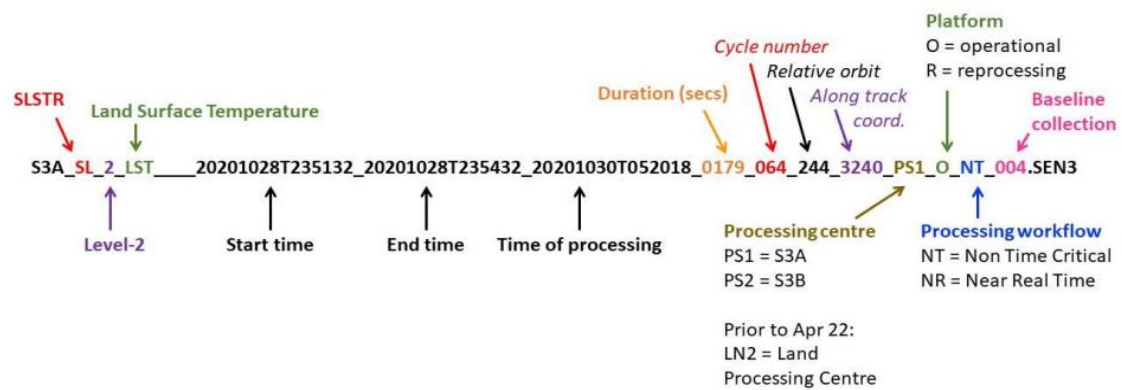 Platform
O = operational
R = reprocessing
Cycle number
Relative orbit
Along track
coord.
Baseline
collection
Duration (secs)
SLSTR
Land Surface Temperature
S3A_SL_2_LST____20201028T235132_20201028T235432_20201030T052018_0179_064_244_3240_PS1_O_NT_004.SEN3
Level-2
Start time
End time
Time of processing
Processing centre
PS1 = S3A
PS2 = S3B
Prior to Apr 22:
LN2 = Land
Processing Centre
Processing workflow
NT = Non Time Critical
NR = Near Real Time